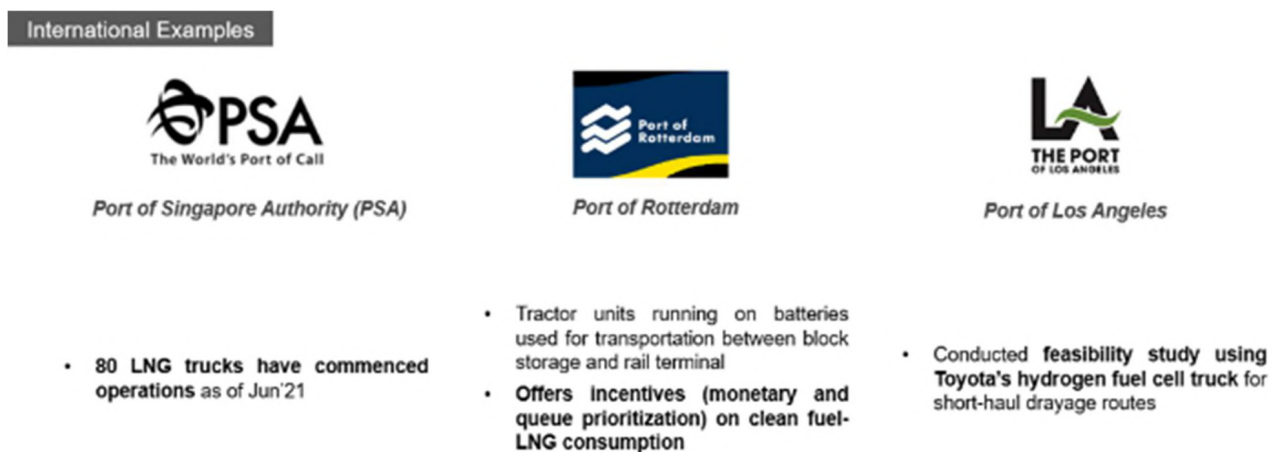 International Examples
PSA
The World's Port of Call
Port of Singapore Authority (PSA)
• 80 LNG trucks have commenced
operations as of Jun'21
Port of
Rotterdam
Port of Rotterdam
• Tractor units running on batteries
used for transportation between block
storage and rail terminal
• Offers incentives (monetary and
queue prioritization) on clean fuel-
LNG consumption
LA
THE PORT
OF LOS ANGELES
Port of Los Angeles
• Conducted feasibility study using
Toyota's hydrogen fuel cell truck for
short-haul drayage routes